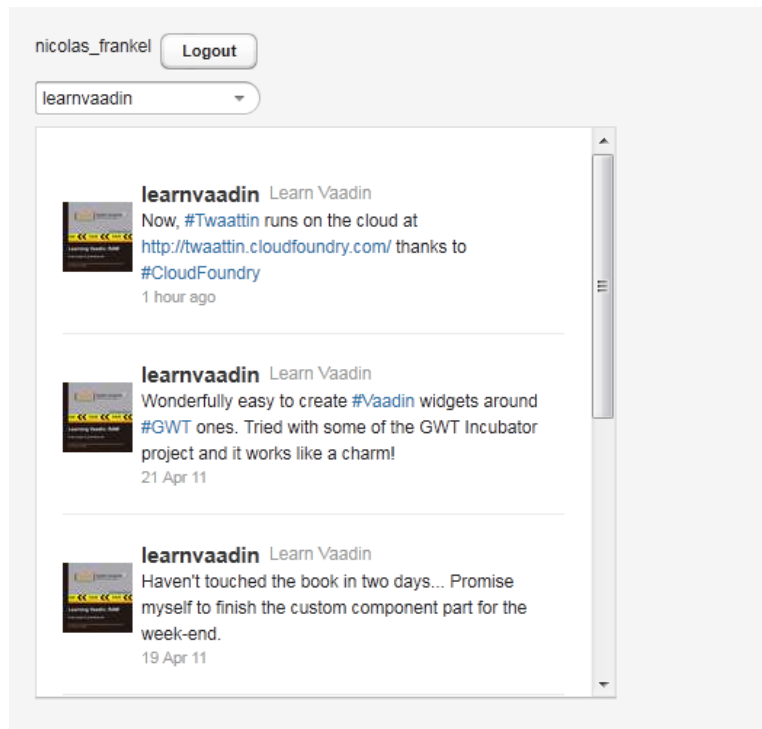 nicolas_frankel Logout
learnvaadin
learnvaadin Learn Vaadin
Now, #Twaattin runs on the cloud at
http://twaattin.cloudfoundry.com/ thanks to
#CloudFoundry
1 hour ago
learnvaadin Learn Vaadin
Wonderfully easy to create #Vaadin widgets around
#GWT ones. Tried with some of the GWT Incubator
project and it works like a charm!
21 Apr 11
learnvaadin Learn Vaadin
Haven't touched the book in two days... Promise
myself to finish the custom component part for the
week-end.
19 Apr 11